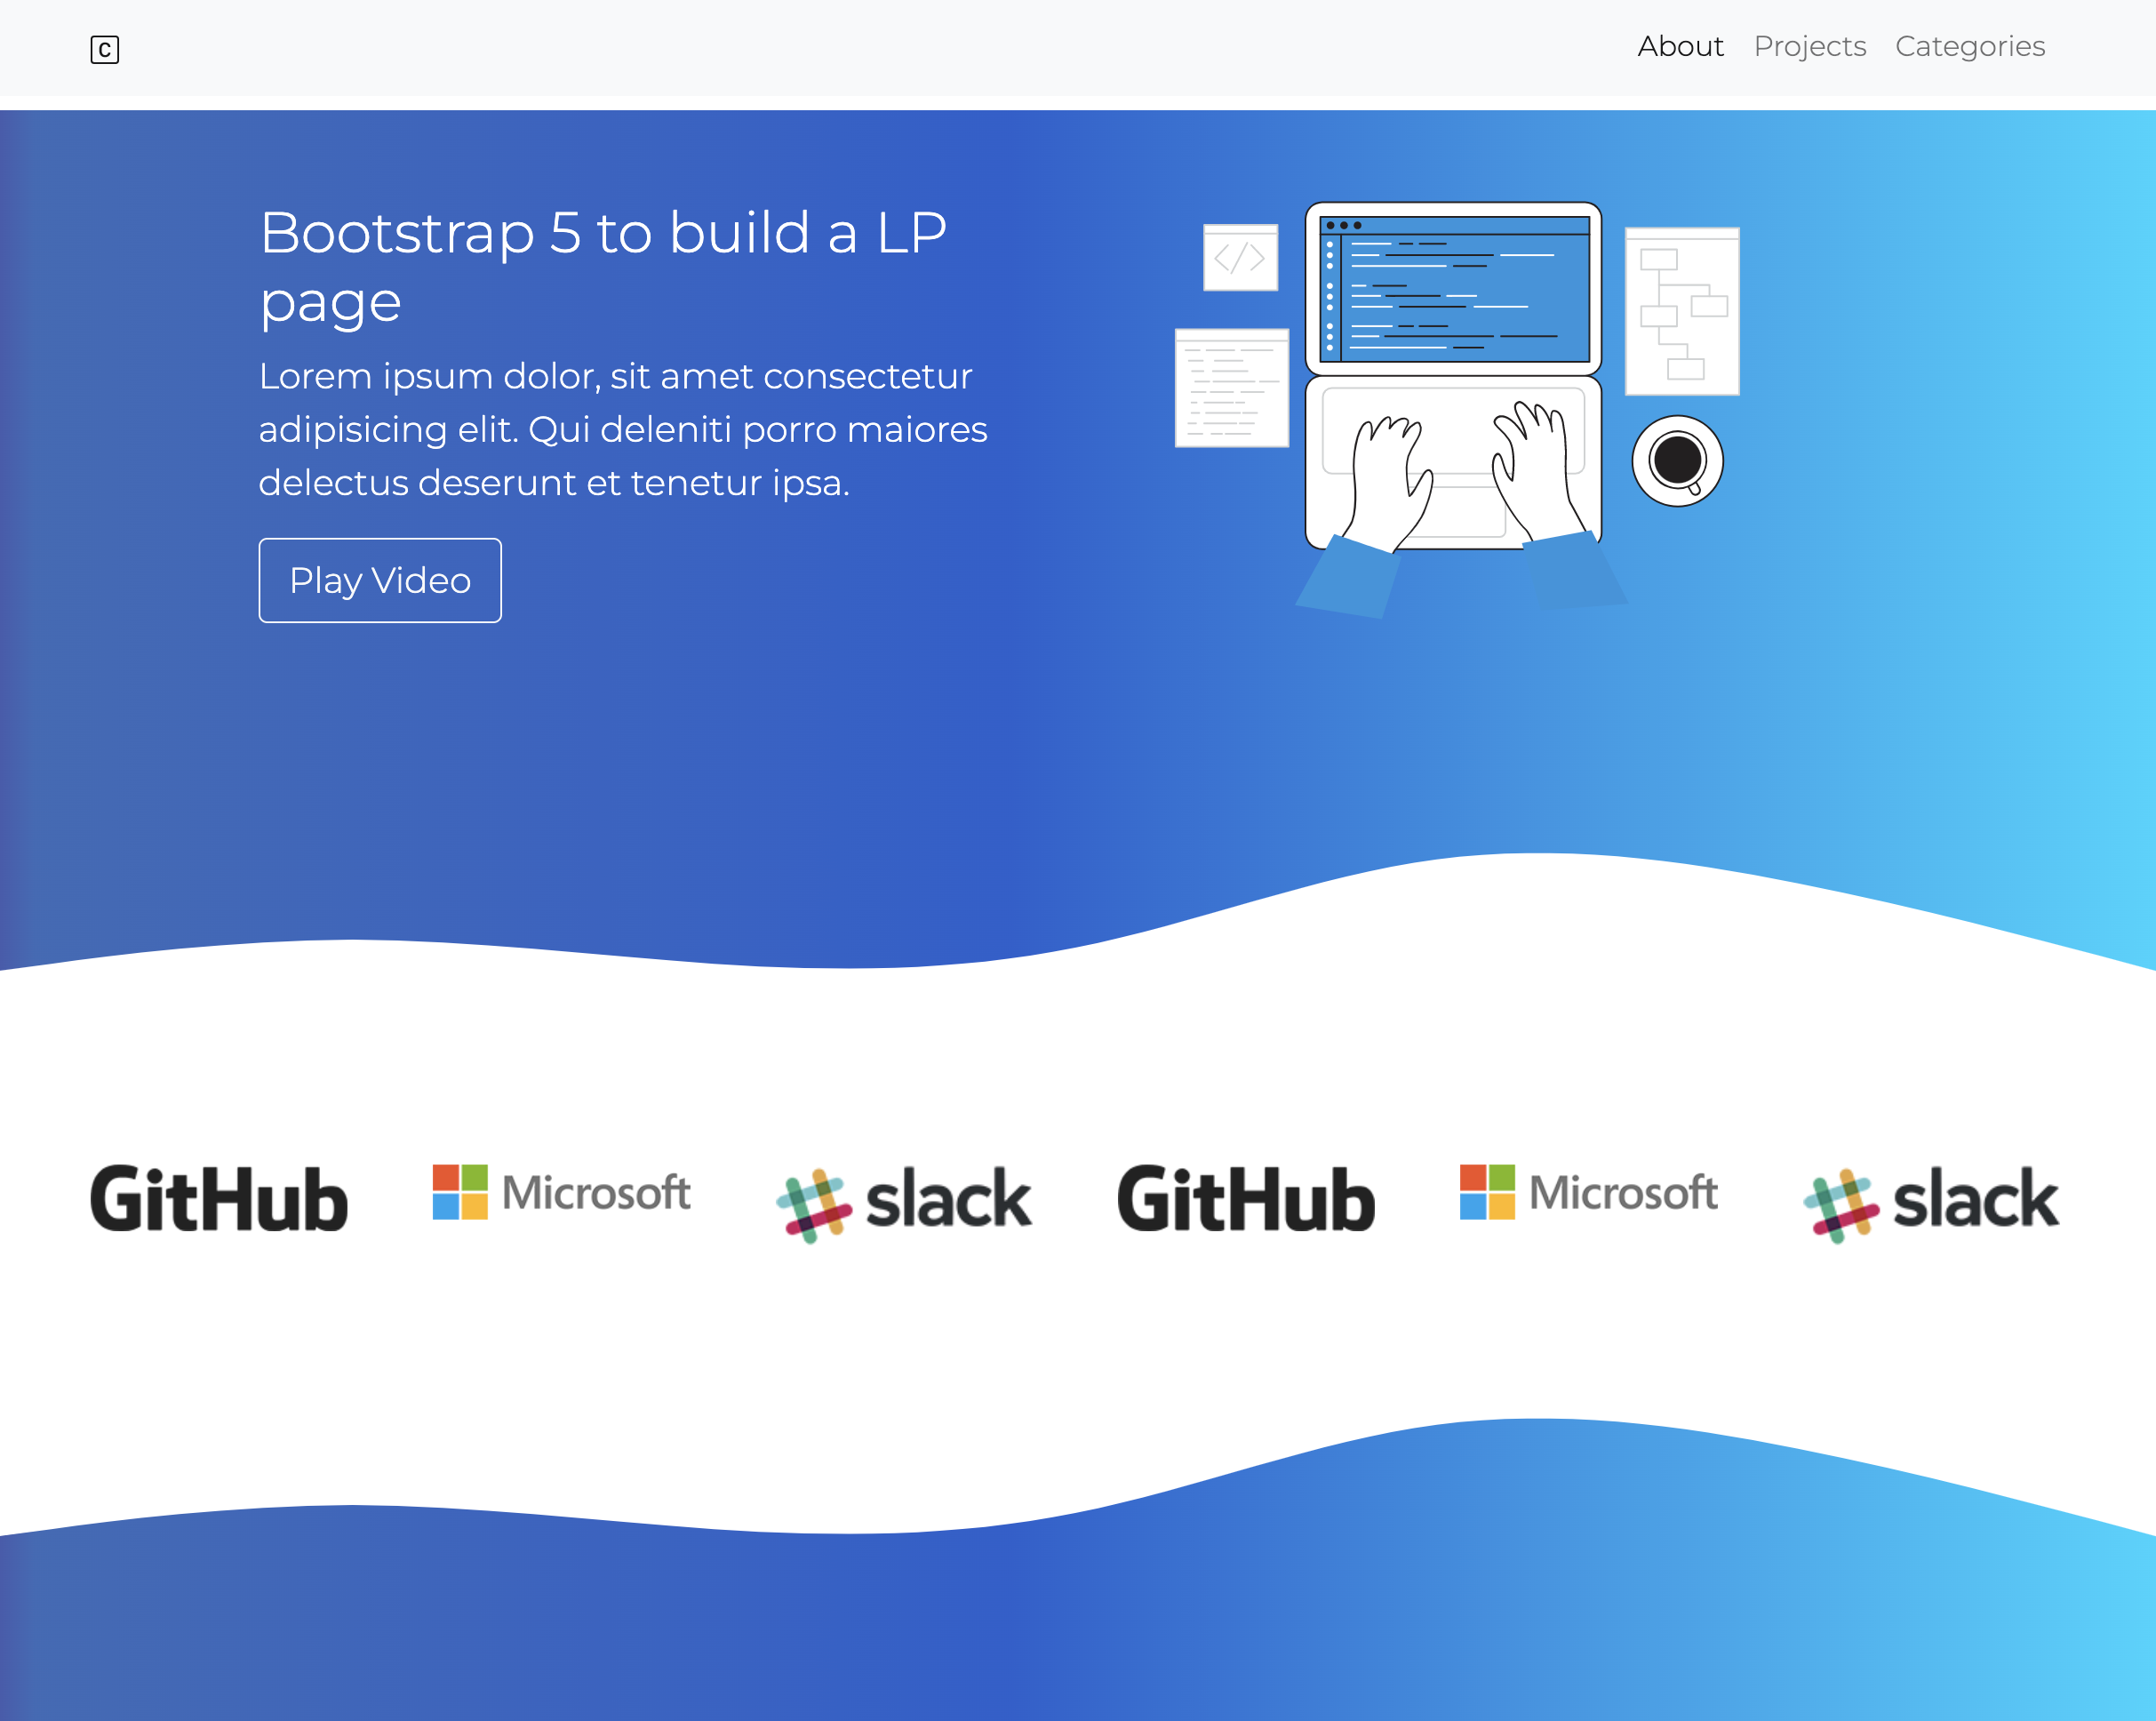 C
About Projects Categories
Bootstrap 5 to build a LP
page
Lorem ipsum dolor, sit amet consectetur
adipisicing elit. Qui deleniti porro maiores
delectus deserunt et tenetur ipsa.
Play Video
GitHub Microsoft slack GitHub Microsoft slack